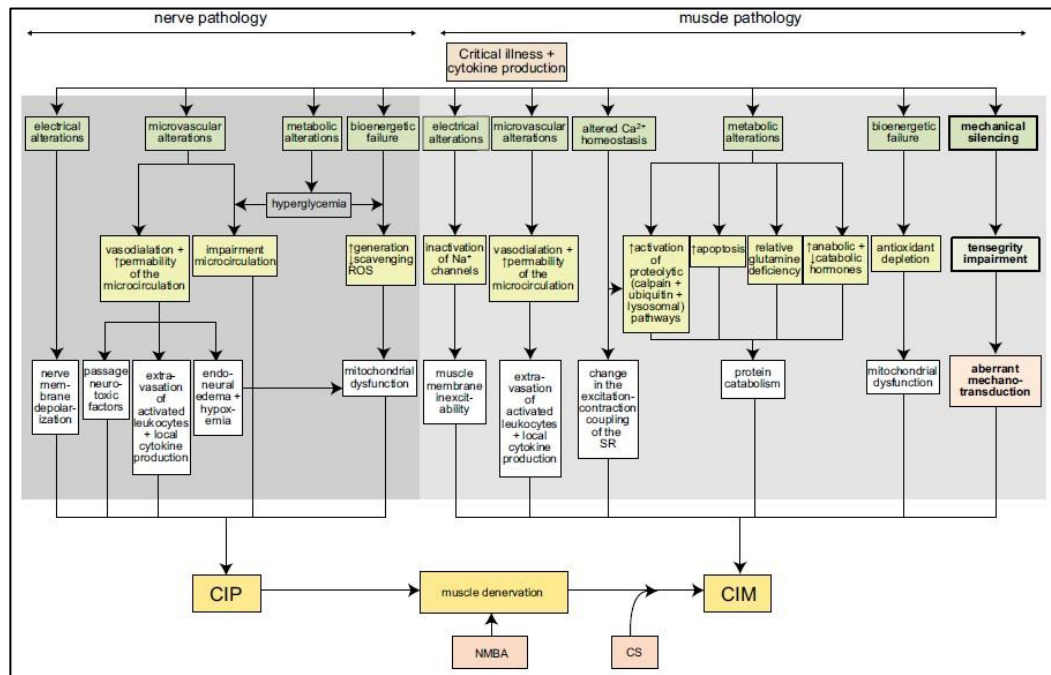 nerve pathology
muscle pathology
Critical illness +
cytokine production
electrical
alterations
microvascular
alterations
metabolic
alterations
bioenergetic
failure
electrical
alterations
microvascular
alterations
altered Ca²⁺
homeostasis
metabolic
alterations
bioenergetic
failure
mechanical
silencing
hyperglycemia
vasodialation +
↑permability
of the
microcirculation
impairment
microcirculation
↑generation
↓scavenging
ROS
inactivation
of Na⁺
channels
vasodialation +
↑permability
of the
microcirculation
↑activation
of
proteolytic
(calpain +
ubiquitin +
lysosomal)
pathways
↑apoptosis
relative
glutamine
deficiency
↑anabolic +
↓catabolic
hormones
antioxidant
depletion
tensegrity
impairment
nerve
mem-
brane
depolar-
ization
passage
neuro-
toxic
factors
extra-
vasation
of activated
leukocytes
+ local
cytokine
production
endo-
neural
edema +
hypox-
emia
mitochondrial
dysfunction
muscle
membrane
inexcit-
ability
extra-
vasation
of activated
leukocytes
+ local
cytokine
production
change
in the
excitation-
contraction
coupling
of the
SR
protein
catabolism
mitochondrial
dysfunction
aberrant
mechano-
transduction
CIP
muscle denervation
CIM
NMBA
CS